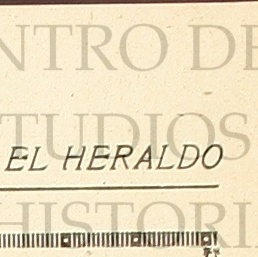 NTRO DE
TUDIOS
EL HERALDO
HISTORI